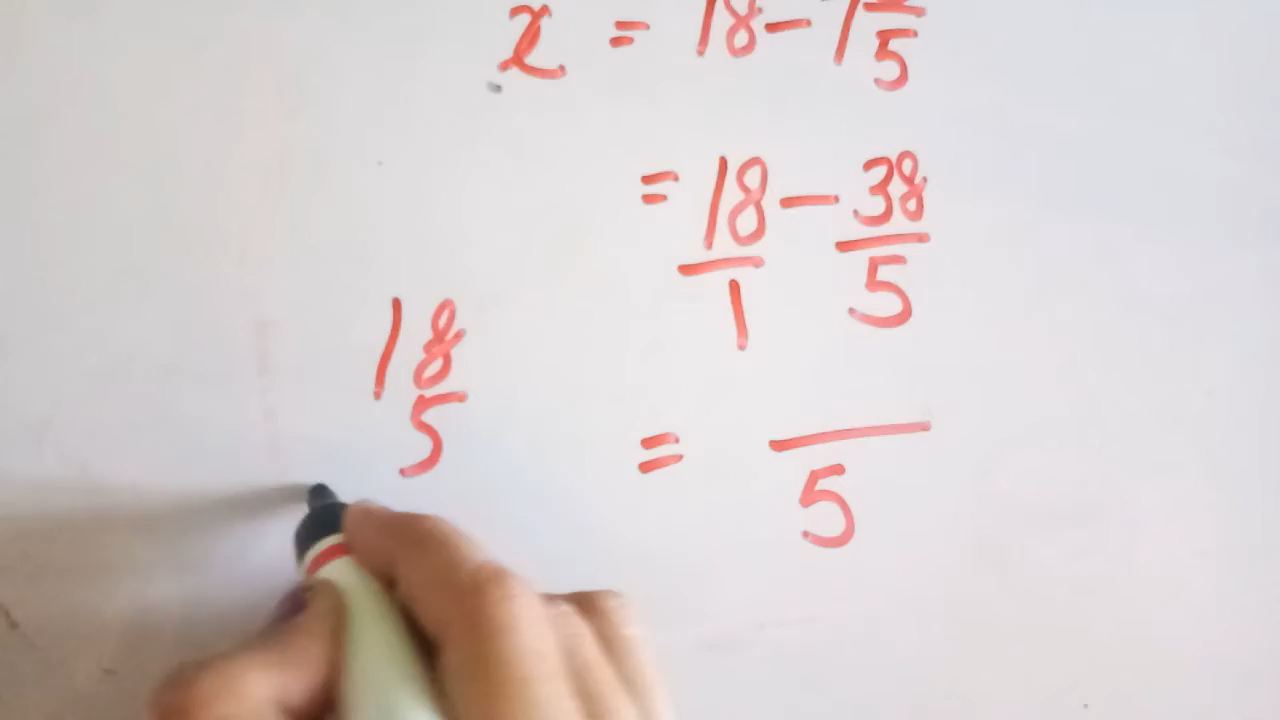 x = 18 - 7 /5
= 18/1 - 38/5
18
5
= /5